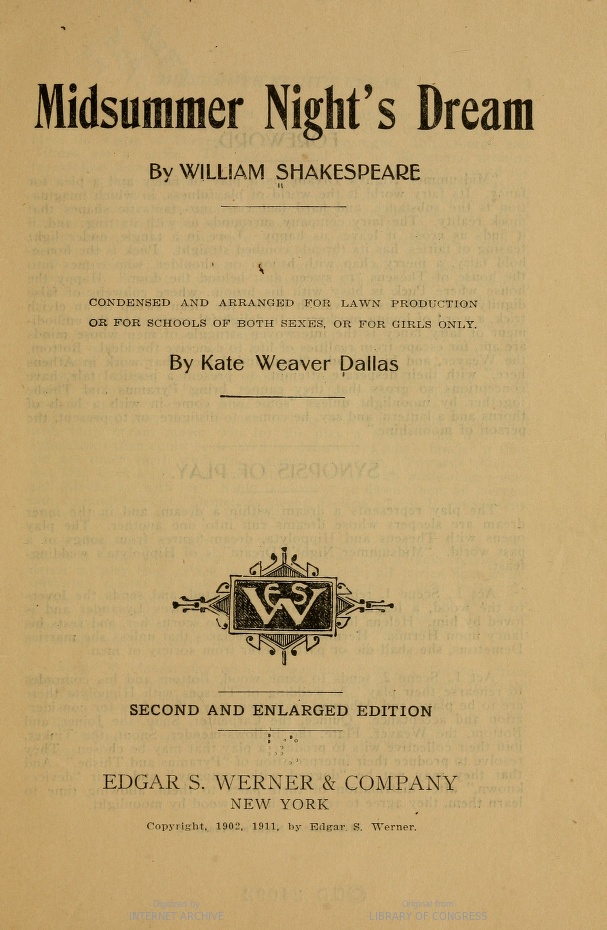 Midsummer Night's Dream
By WILLIAM SHAKESPEARE
CONDENSED AND ARRANGED FOR LAWN PRODUCTION
OR FOR SCHOOLS OF BOTH SEXES, OR FOR GIRLS ONLY.
By Kate Weaver Dallas
ESW
SECOND AND ENLARGED EDITION
EDGAR S. WERNER & COMPANY
NEW YORK
Copyright, 1902, 1911, by Edgar S. Werner.
Digitized by
INTERNET ARCHIVE
Original from
LIBRARY OF CONGRESS